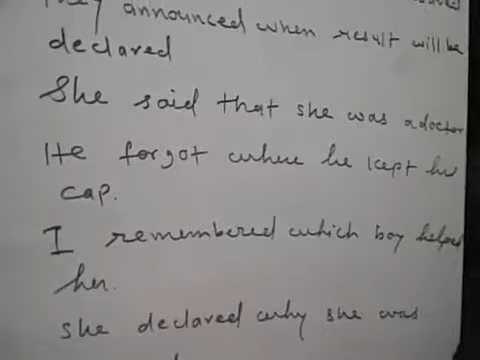 They announced when result will be
declared
She said that she was a doctor
He forgot where he kept his
cap.
I remembered which boy helped
her.
she declared why she was